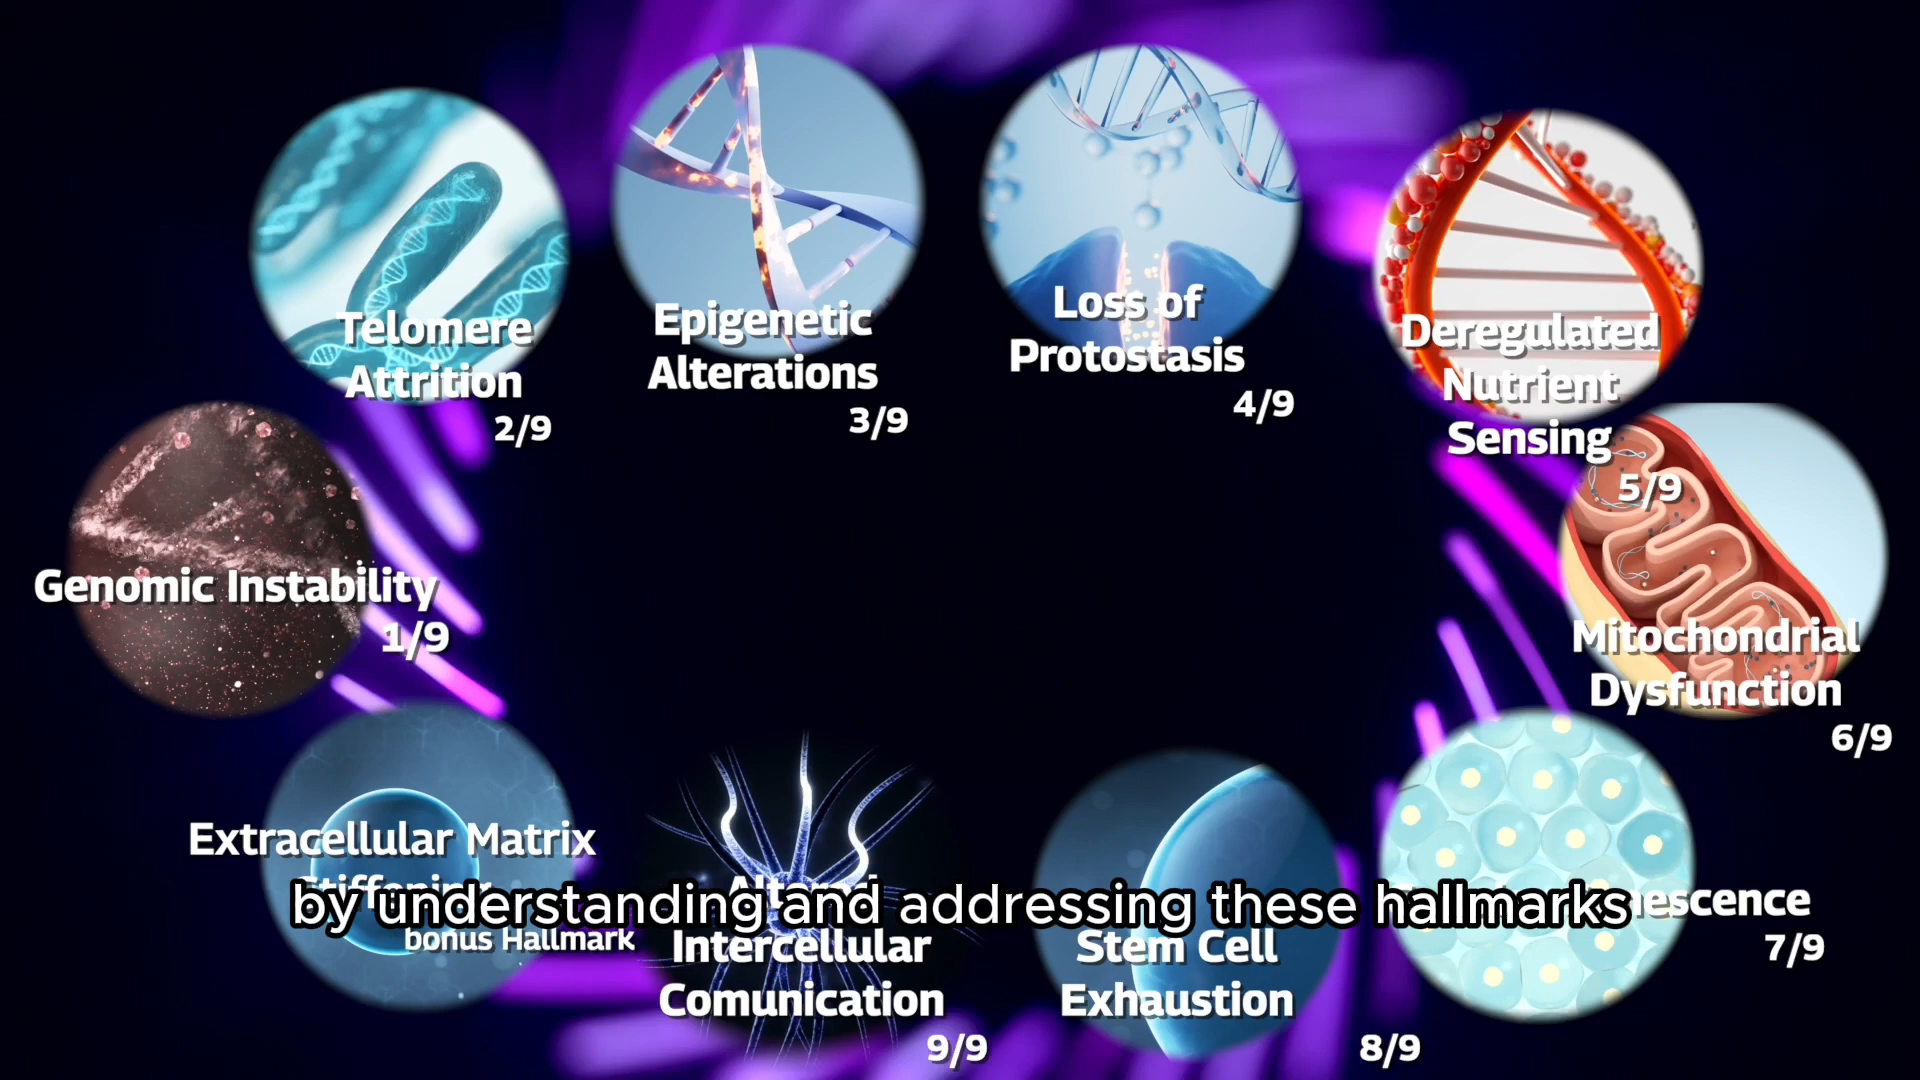 Telomere
Attrition
2/9
Epigenetic
Alterations
3/9
Loss of
Protostasis
4/9
Deregulated
Nutrient
Sensing
5/9
Genomic Instability
1/9
Mitochondrial
Dysfunction
6/9
Extracellular Matrix
Stiffening
bonus Hallmark
Altered
Intercellular
Comunication
9/9
Stem Cell
Exhaustion
8/9
7/9
by understanding and addressing these hallmarks